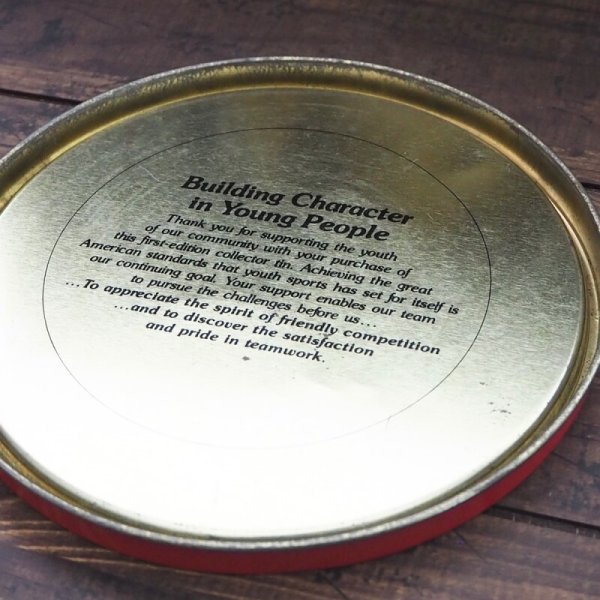 Building Character
in Young People
Thank you for supporting the youth
of our community with your purchase of
this first-edition collector tin. Achieving the great
American standards that youth sports has set for itself is
our continuing goal. Your support enables our team
to pursue the challenges before us...
...To appreciate the spirit of friendly competition
...and to discover the satisfaction
and pride in teamwork.